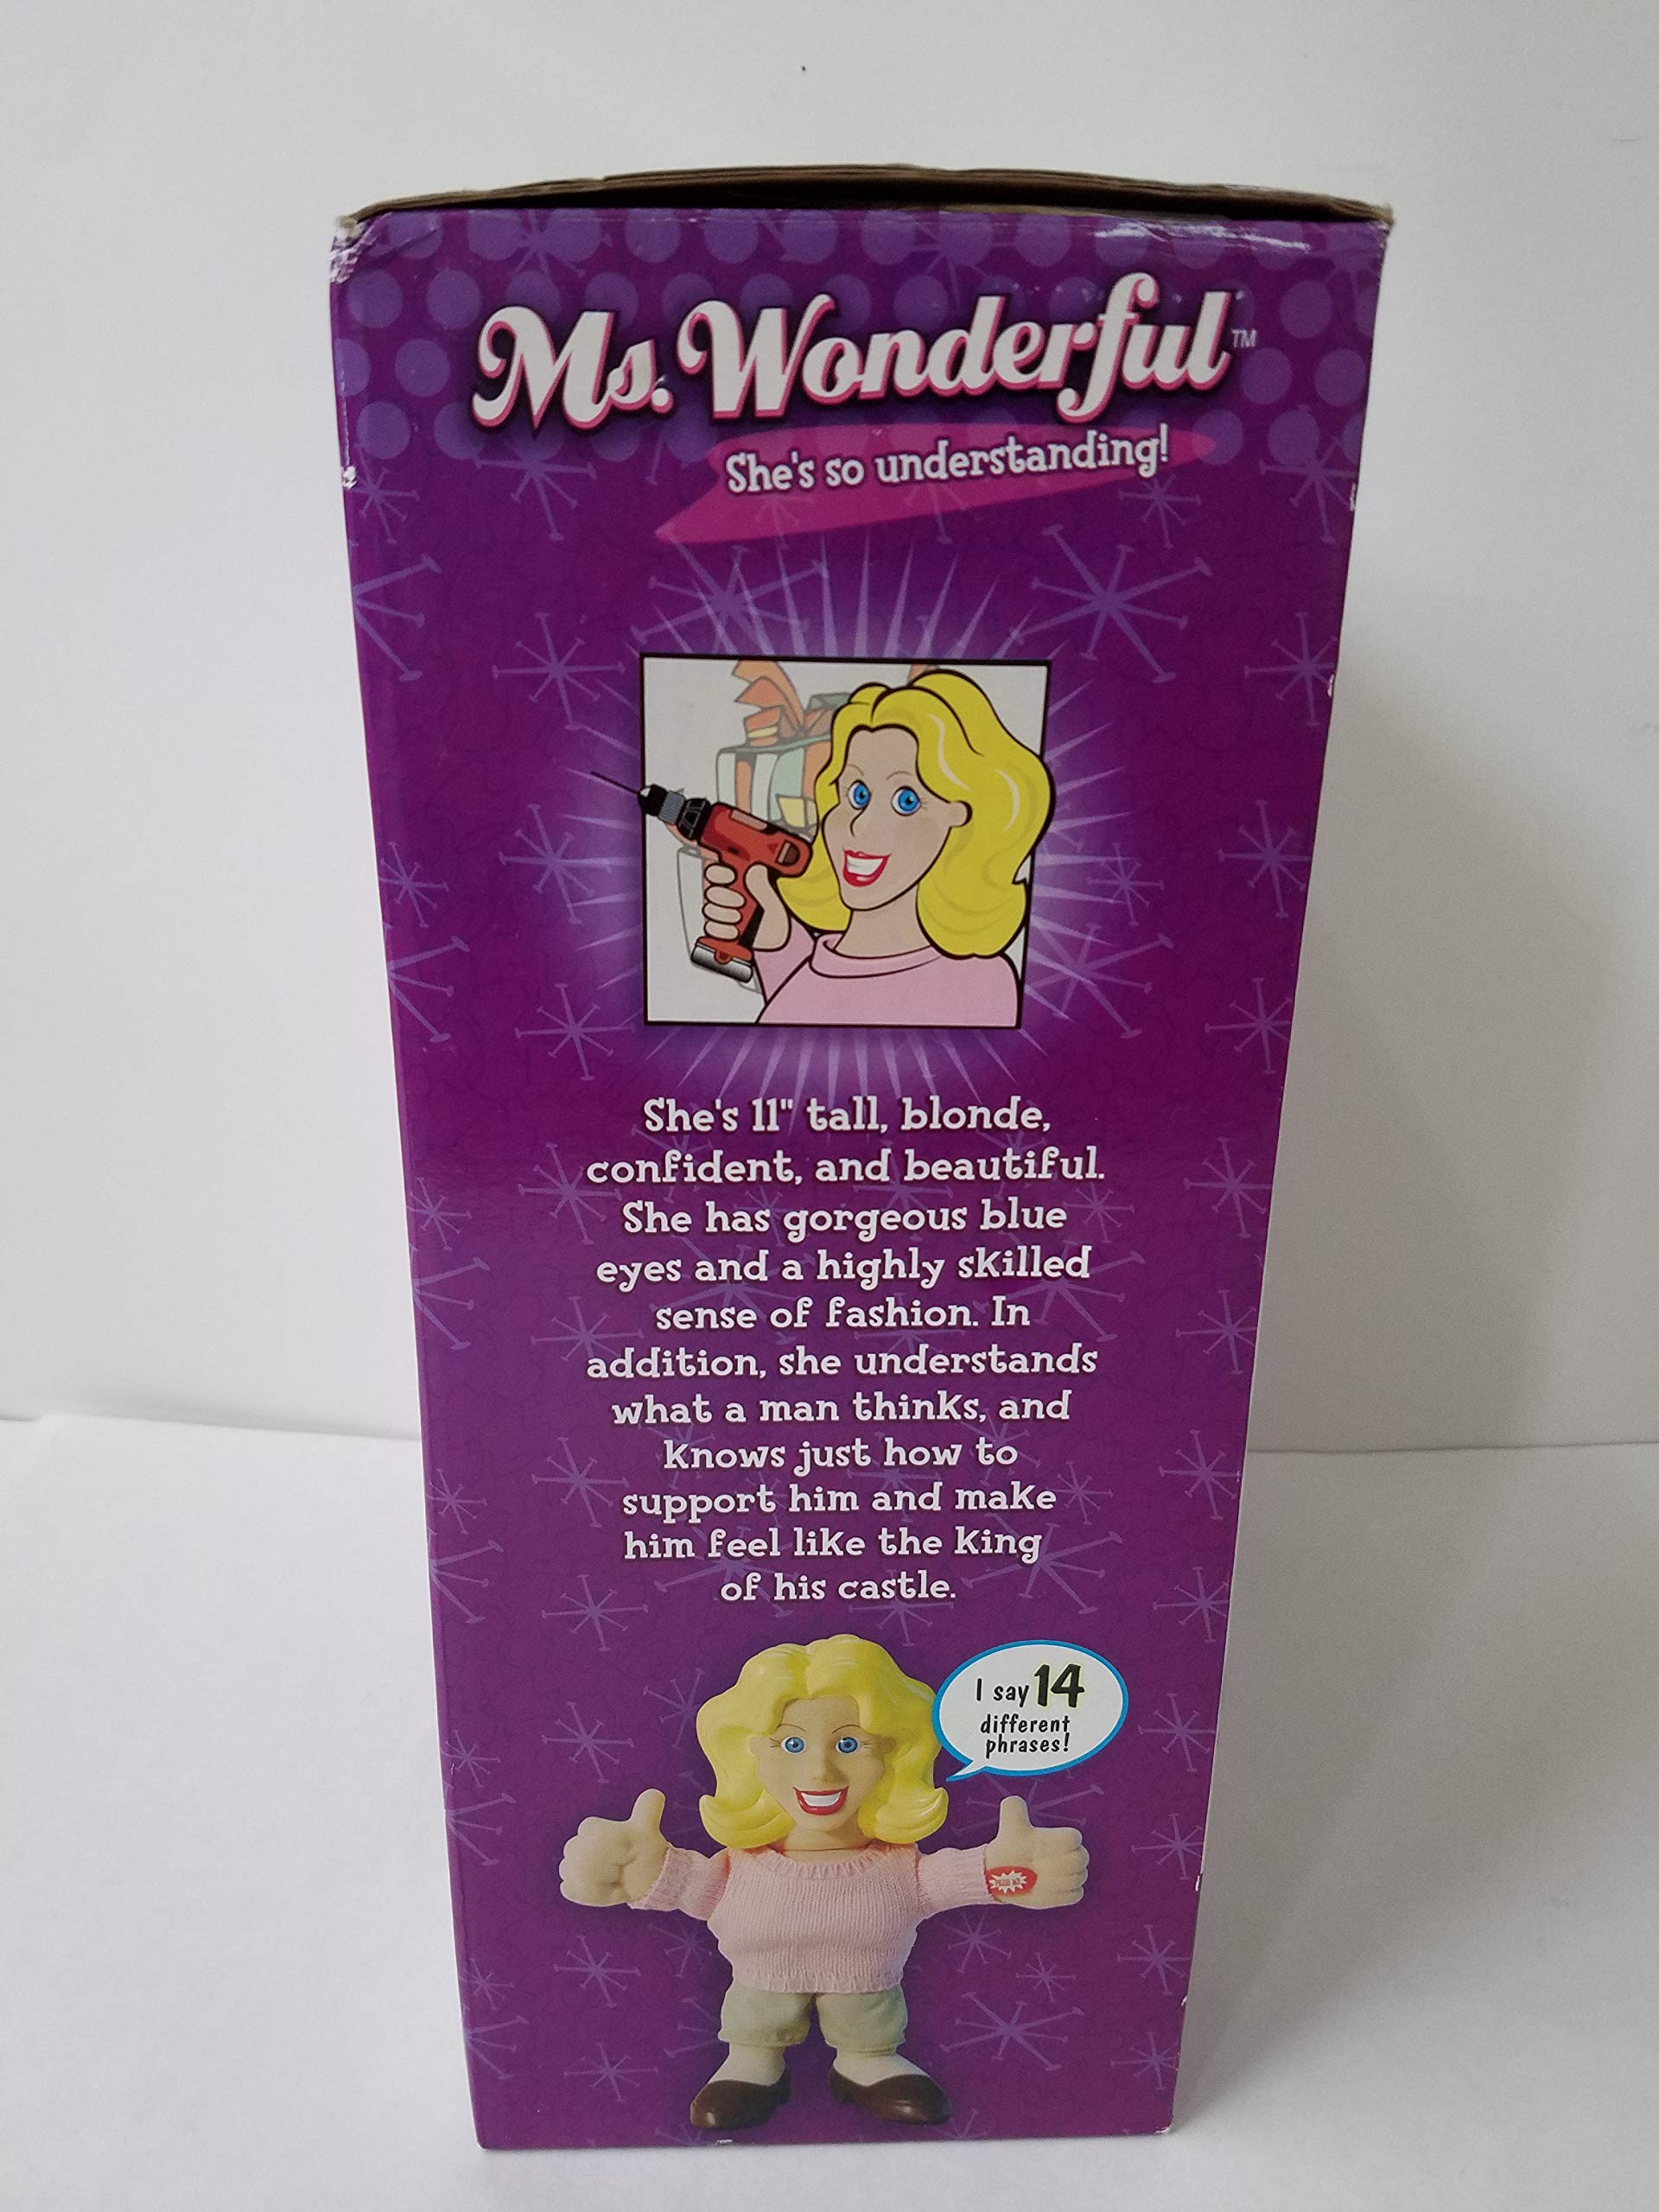 Ms. Wonderful™
She's so understanding!
She's 11" tall, blonde,
confident, and beautiful.
She has gorgeous blue
eyes and a highly skilled
sense of fashion. In
addition, she understands
what a man thinks, and
knows just how to
support him and make
him feel like the king
of his castle.
I say 14
different
phrases!